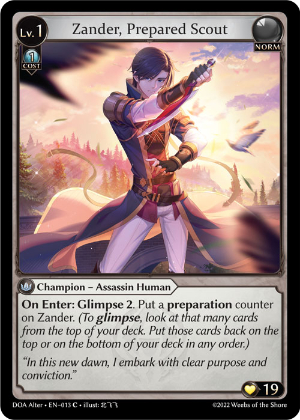 Lv.1
Zander, Prepared Scout
NORM
1
COST
Champion – Assassin Human
On Enter: Glimpse 2. Put a preparation counter
on Zander. (To glimpse, look at that many cards
from the top of your deck. Put those cards back on the
top or on the bottom of your deck in any order.)
“In this new dawn, I embark with clear purpose and
conviction.”
19
DOA Alter • EN-013 C • illust:
©2022 Weebs of the Shore